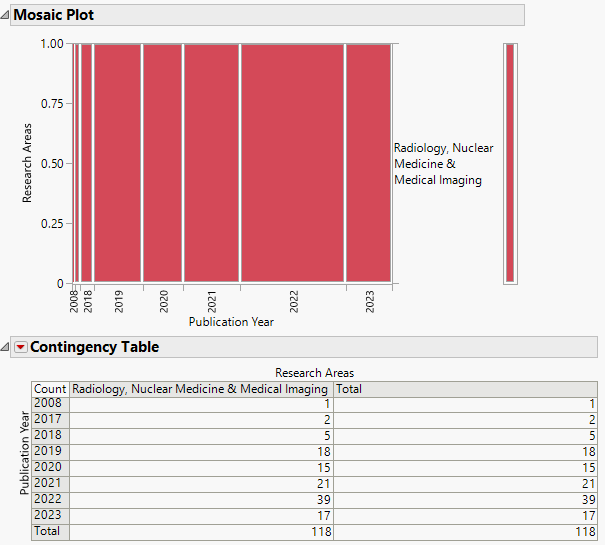 Mosaic Plot
1.00
0.75
0.50
0.25
0
Research Areas
Radiology, Nuclear
Medicine &
Medical Imaging
2008
2018
2019
2020
2021
2022
2023
Publication Year
Contingency Table
Research Areas
Publication Year
Count Radiology, Nuclear Medicine & Medical Imaging Total
2008 1 1
2017 2 2
2018 5 5
2019 18 18
2020 15 15
2021 21 21
2022 39 39
2023 17 17
Total 118 118